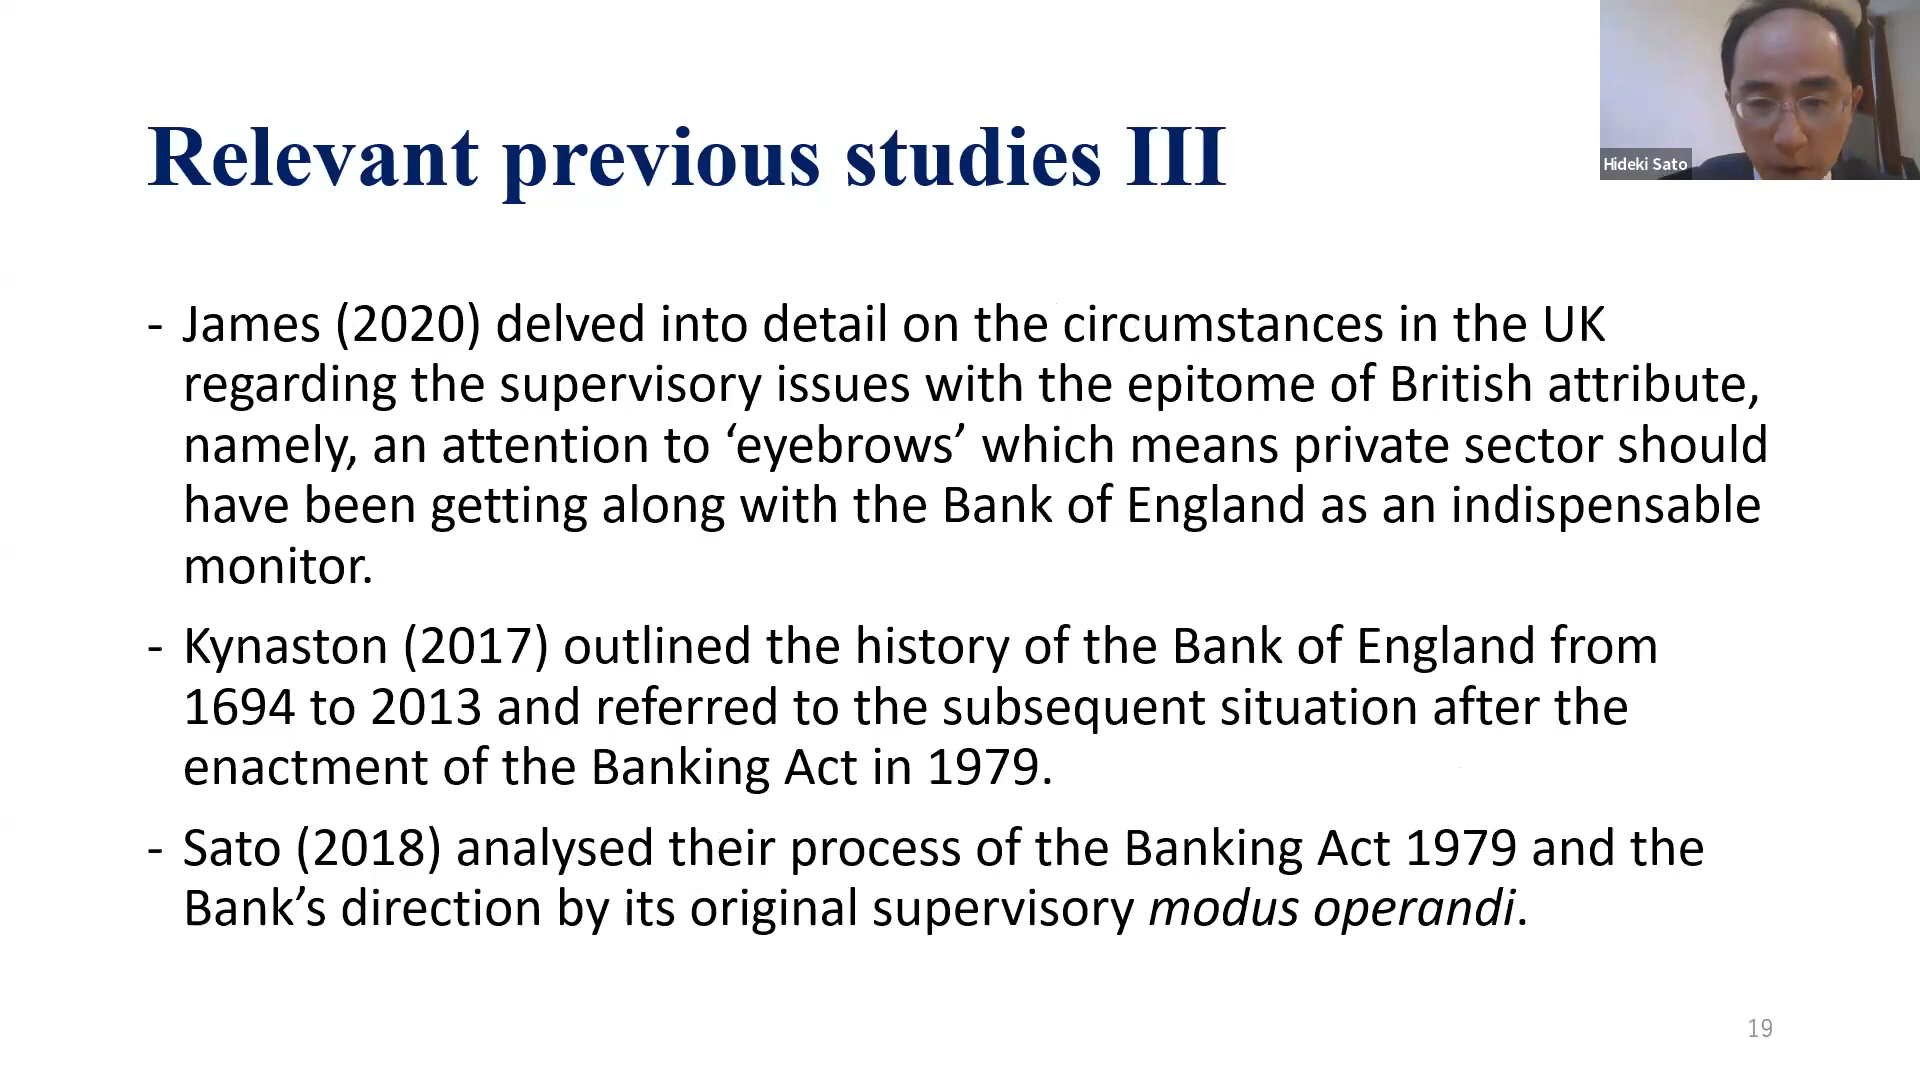 Relevant previous studies III
Hideki Sato
- James (2020) delved into detail on the circumstances in the UK
regarding the supervisory issues with the epitome of British attribute,
namely, an attention to ‘eyebrows’ which means private sector should
have been getting along with the Bank of England as an indispensable
monitor.
- Kynaston (2017) outlined the history of the Bank of England from
1694 to 2013 and referred to the subsequent situation after the
enactment of the Banking Act in 1979.
- Sato (2018) analysed their process of the Banking Act 1979 and the
Bank’s direction by its original supervisory modus operandi.
19